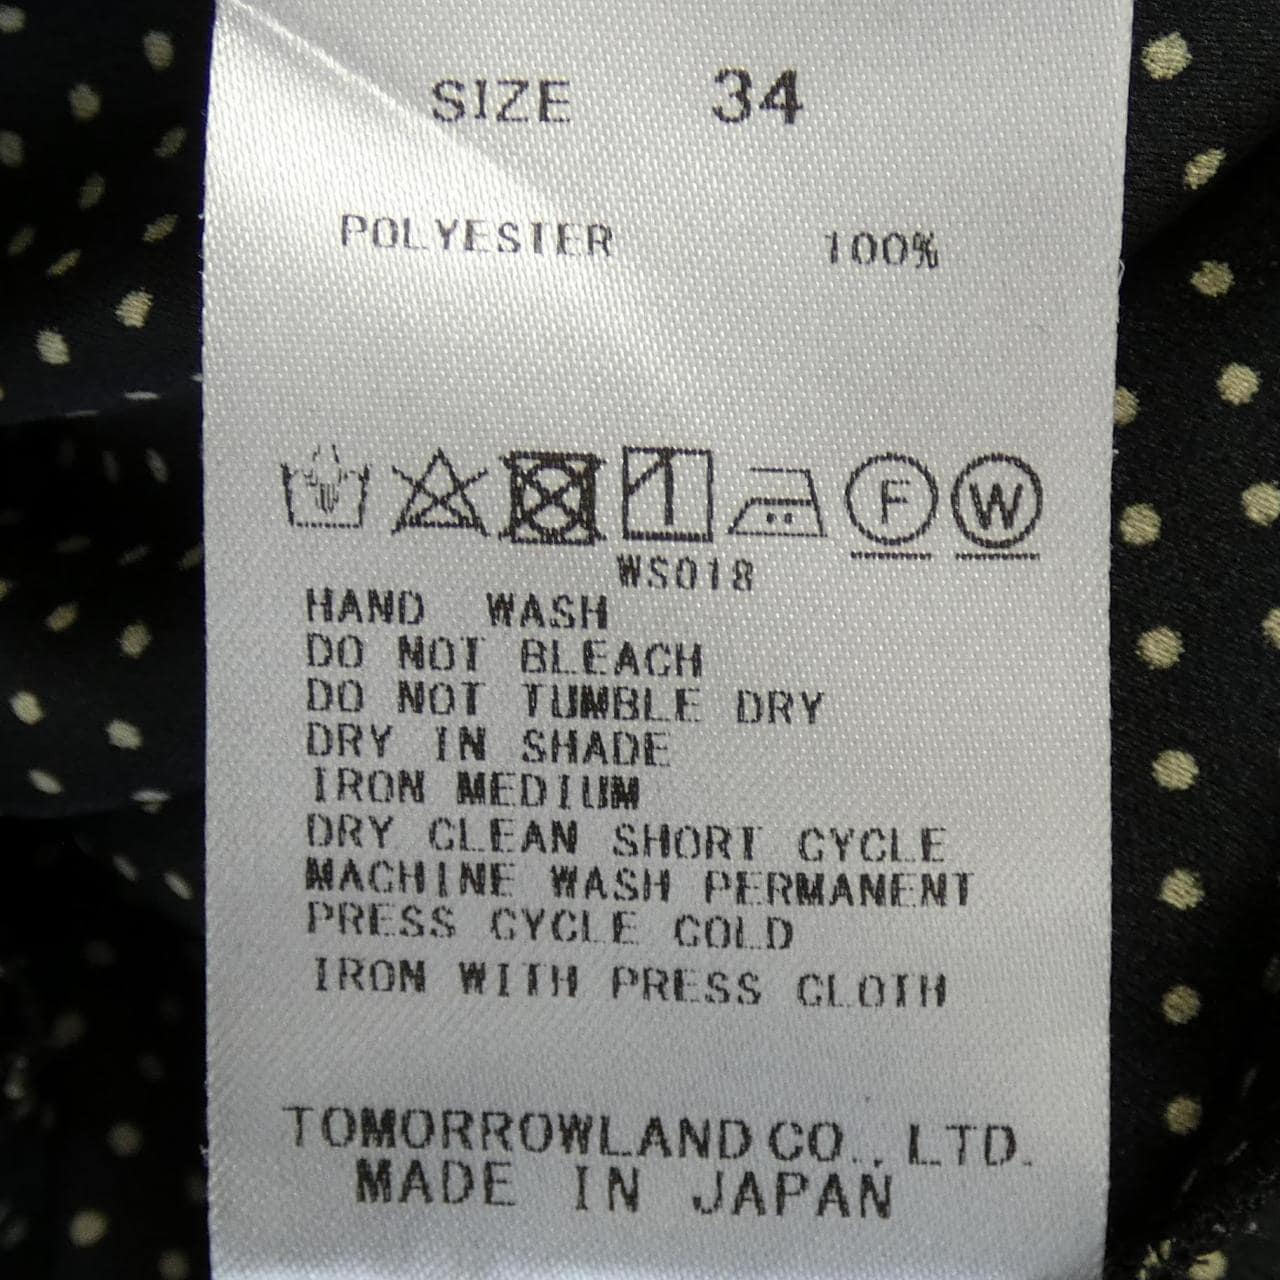 SIZE 34
POLYESTER 100%
F W
WS018
HAND WASH
DO NOT BLEACH
DO NOT TUMBLE DRY
DRY IN SHADE
IRON MEDIUM
DRY CLEAN SHORT CYCLE
MACHINE WASH PERMANENT
PRESS CYCLE COLD
IRON WITH PRESS CLOTH
TOMORROWLAND CO., LTD.
MADE IN JAPAN